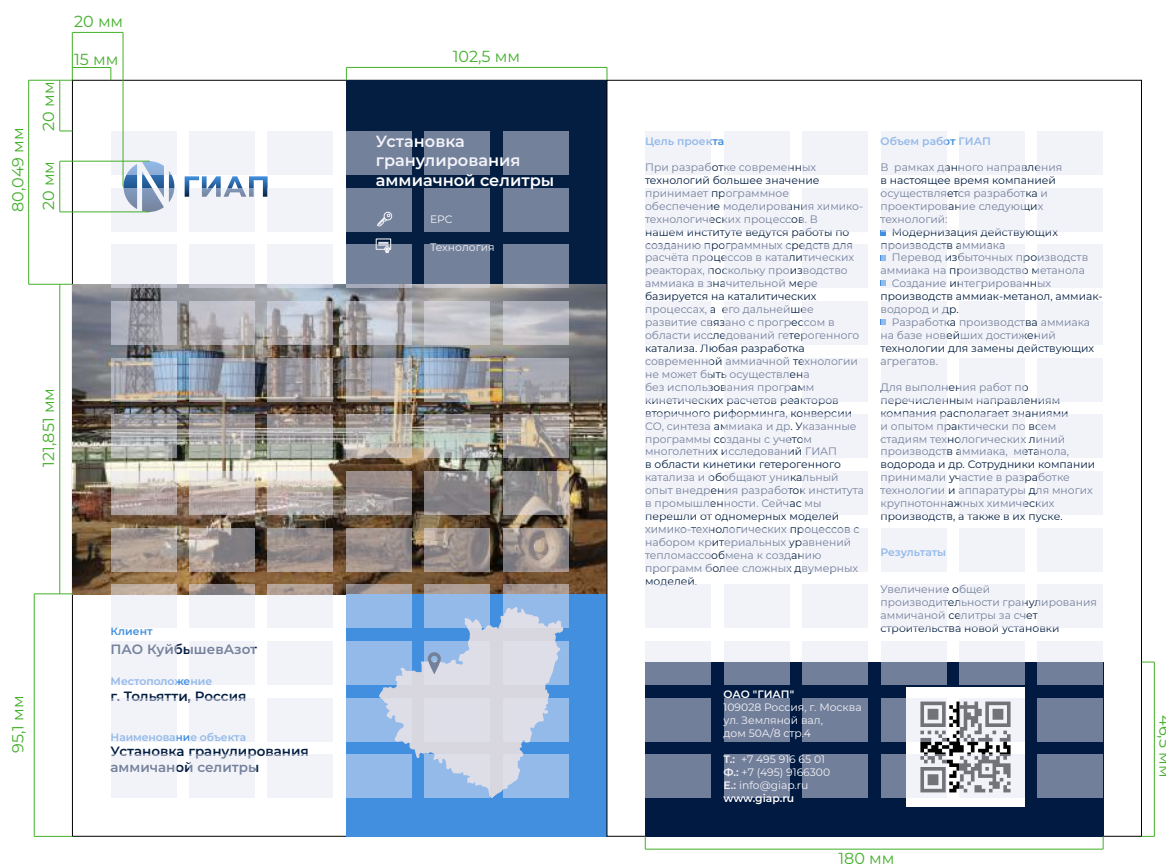 20 мм
15 мм
102,5 мм
20 мм
80,049 мм
20 мм
ГИАП
Установка
гранулирования
аммиачной селитры
EPC
Технология
121,851 мм
95,1 мм
Клиент
ПАО КуйбышевАзот
Местоположение
г. Тольятти, Россия
Наименование объекта
Установка гранулирования
аммичаной селитры
Цель проекта
При разработке современных
технологий большее значение
принимает программное
обеспечение моделирования химико-
технологических процессов. В
нашем институте ведутся работы по
созданию программных средств для
расчёта процессов в каталитических
реакторах, поскольку производство
аммиака в значительной мере
базируется на каталитических
процессах, а его дальнейшее
развитие связано с прогрессом в
области исследований гетерогенного
катализа. Любая разработка
современной аммиачной технологии
не может быть осуществлена
без использования программ
кинетических расчетов реакторов
вторичного риформинга, конверсии
СО, синтеза аммиака и др. Указанные
программы созданы с учетом
многолетних исследований ГИАП
в области кинетики гетерогенного
катализа и обобщают уникальный
опыт внедрения разработок института
в промышленности. Сейчас мы
перешли от одномерных моделей
химико-технологических процессов с
набором критериальных уравнений
тепломассообмена к созданию
программ более сложных двумерных
моделей.
Объем работ ГИАП
В рамках данного направления
в настоящее время компанией
осуществляется разработка и
проектирование следующих
технологий:
Модернизация действующих
производств аммиака
Перевод избыточных производств
аммиака на производство метанола
Создание интегрированных
производств аммиак-метанол, аммиак-
водород и др.
Разработка производства аммиака
на базе новейших достижений
технологии для замены действующих
агрегатов.
Для выполнения работ по
перечисленным направлениям
компания располагает знаниями
и опытом практически по всем
стадиям технологических линий
производств аммиака, метанола,
водорода и др. Сотрудники компании
принимали участие в разработке
технологии и аппаратуры для многих
крупнотоннажных химических
производств, а также в их пуске.
Результаты
Увеличение общей
производительности гранулирования
аммичаной селитры за счет
строительства новой установки
ОАО "ГИАП"
109028 Россия, г. Москва
ул. Земляной вал,
дом 50А/8 стр.4
Т.: +7 495 916 65 01
Ф.: +7 (495) 9166300
E.: info@giap.ru
www.giap.ru
46,5 мм
180 мм